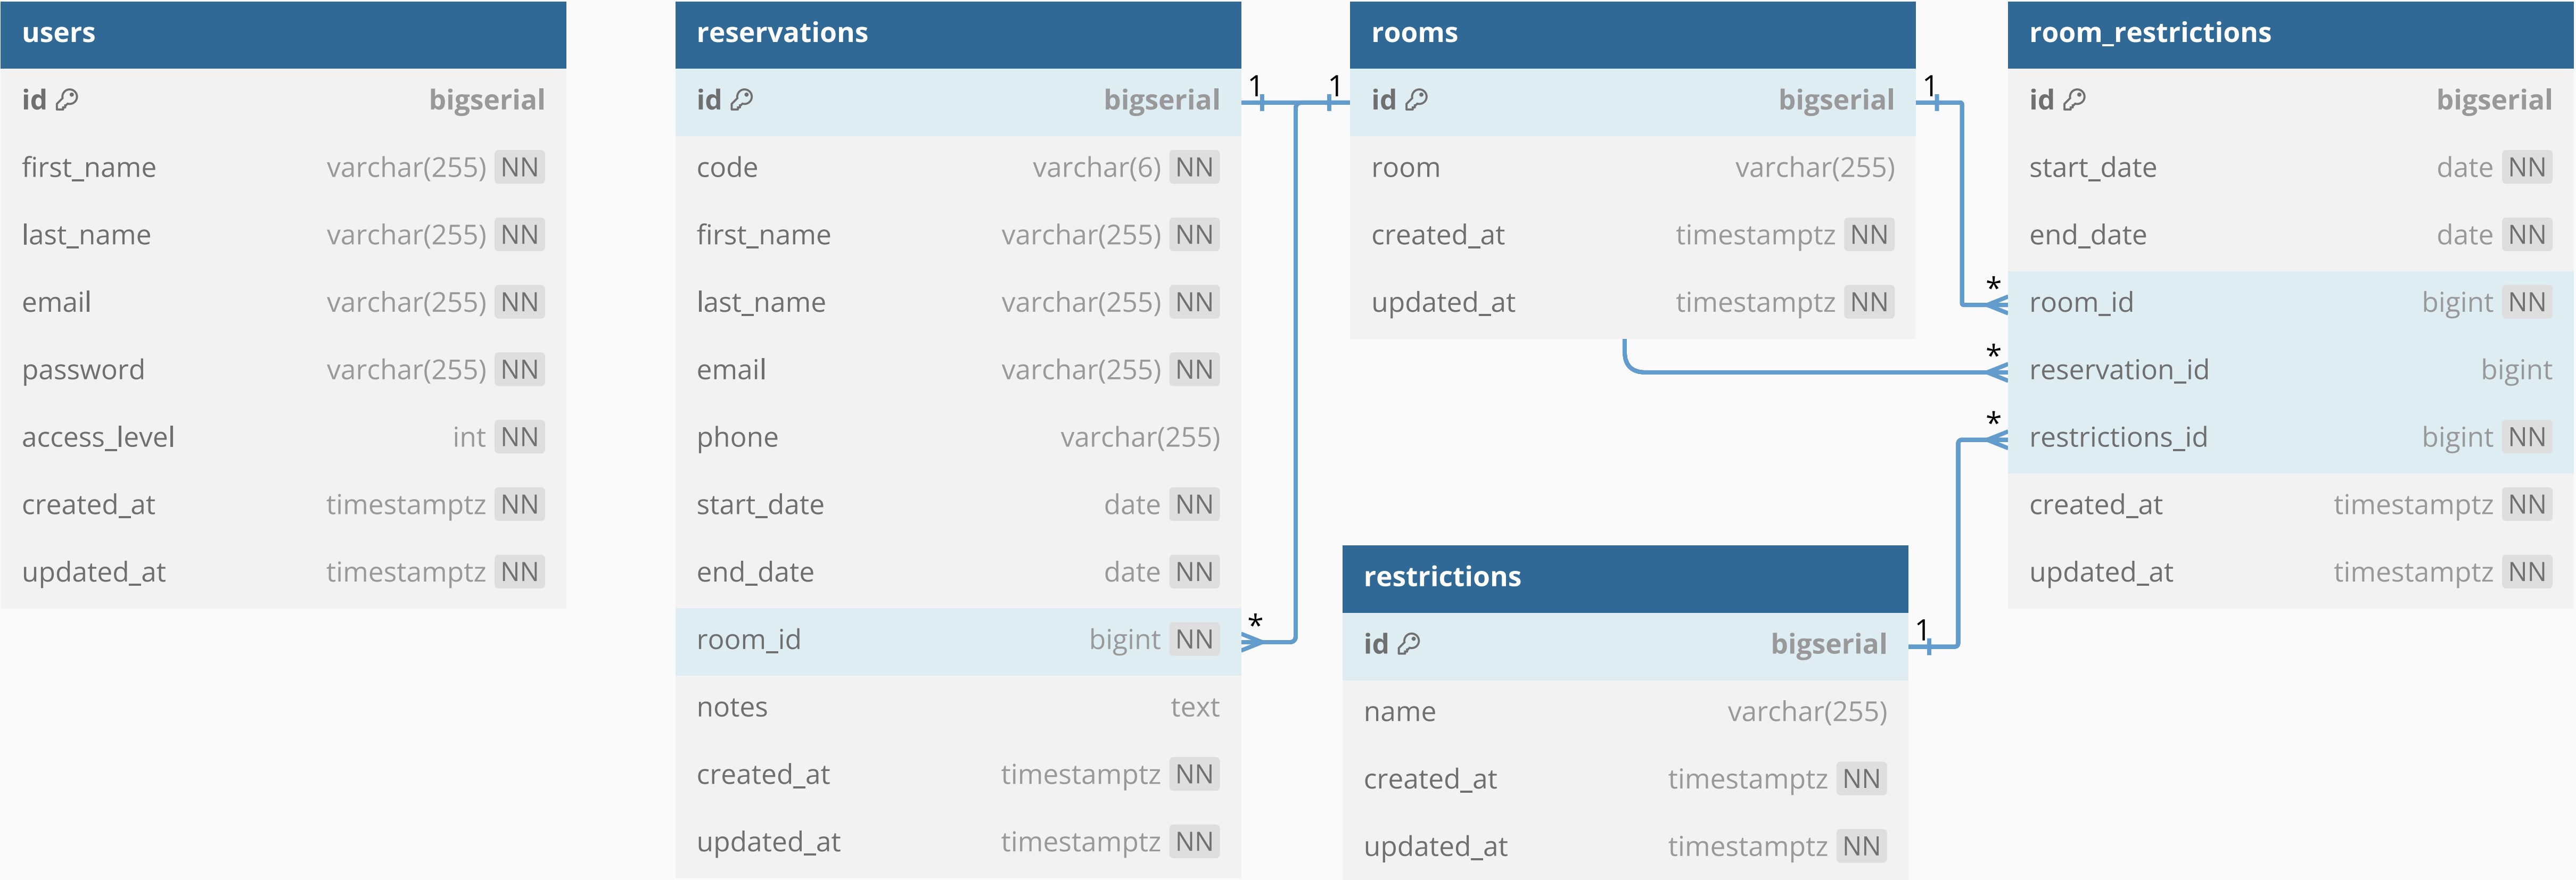 users
id bigserial
first_name varchar(255) NN
last_name varchar(255) NN
email varchar(255) NN
password varchar(255) NN
access_level int NN
created_at timestamptz NN
updated_at timestamptz NN
reservations
id bigserial 1
code varchar(6) NN
first_name varchar(255) NN
last_name varchar(255) NN
email varchar(255) NN
phone varchar(255)
start_date date NN
end_date date NN
room_id bigint NN *
notes text
created_at timestamptz NN
updated_at timestamptz NN
rooms
1 id bigserial 1
room varchar(255)
created_at timestamptz NN
updated_at timestamptz NN
restrictions
id bigserial 1
name varchar(255)
created_at timestamptz NN
updated_at timestamptz NN
room_restrictions
id bigserial
start_date date NN
end_date date NN
* room_id bigint NN
* reservation_id bigint
* restrictions_id bigint NN
created_at timestamptz NN
updated_at timestamptz NN